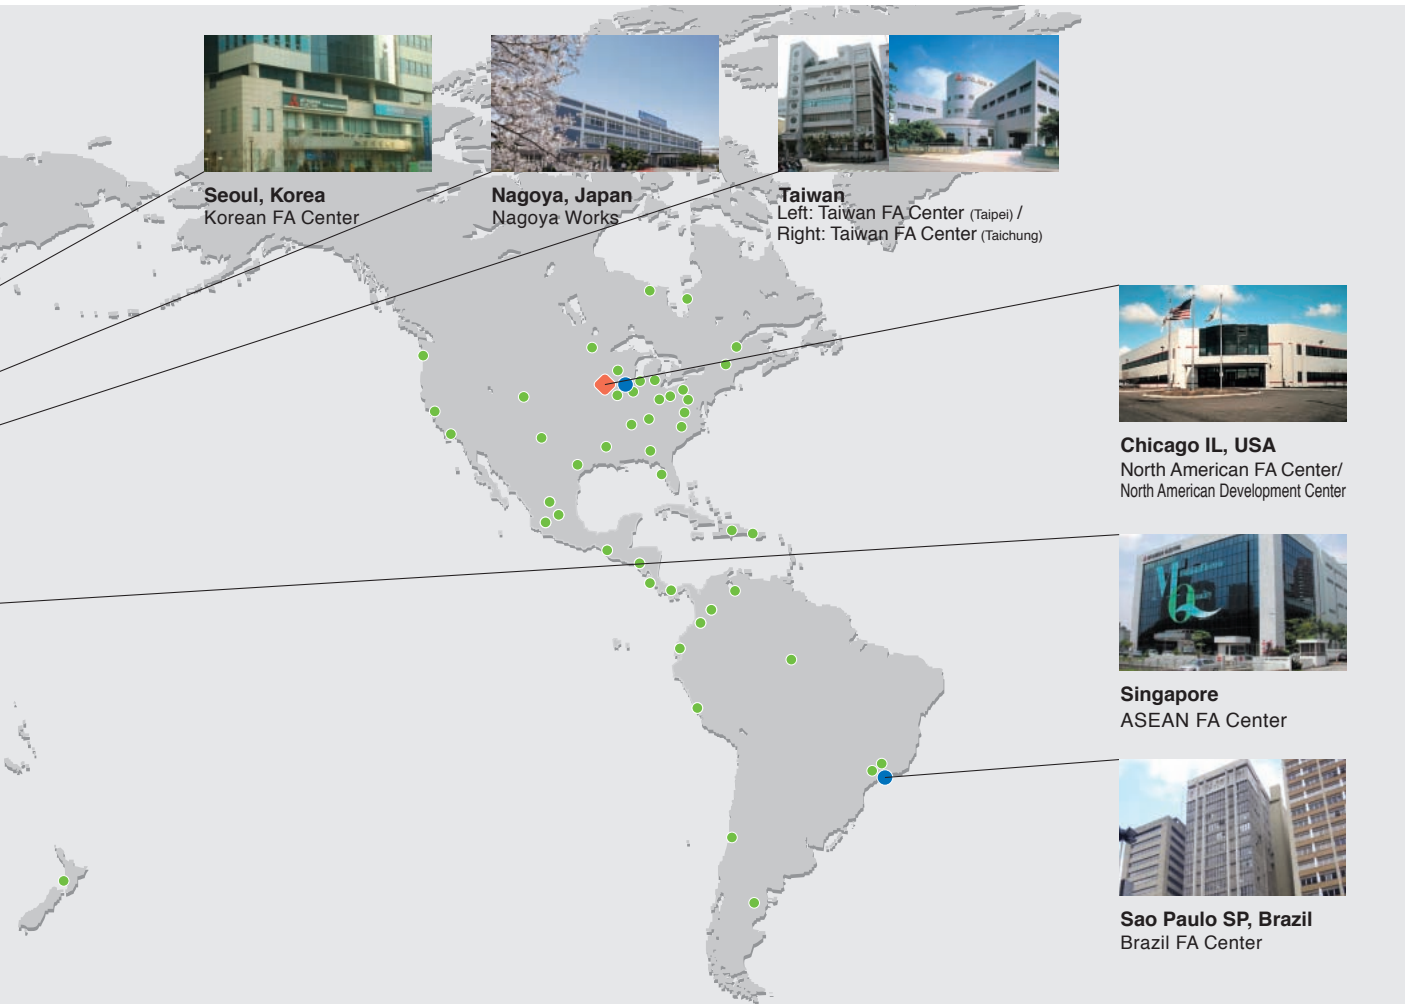 Seoul, Korea
Korean FA Center
Nagoya, Japan
Nagoya Works
Taiwan
Left: Taiwan FA Center (Taipei) /
Right: Taiwan FA Center (Taichung)
Chicago IL, USA
North American FA Center/
North American Development Center
Singapore
ASEAN FA Center
Sao Paulo SP, Brazil
Brazil FA Center